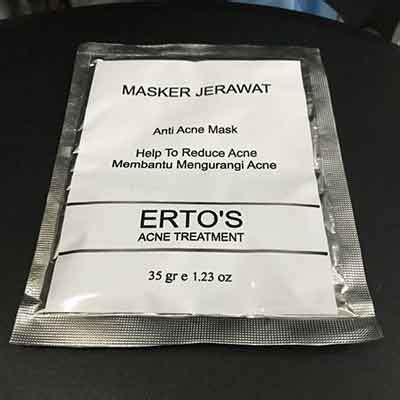 MASKER JERAWAT
Anti Acne Mask
Help To Reduce Acne
Membantu Mengurangi Acne
ERTO'S
ACNE TREATMENT
35 gr e 1.23 oz